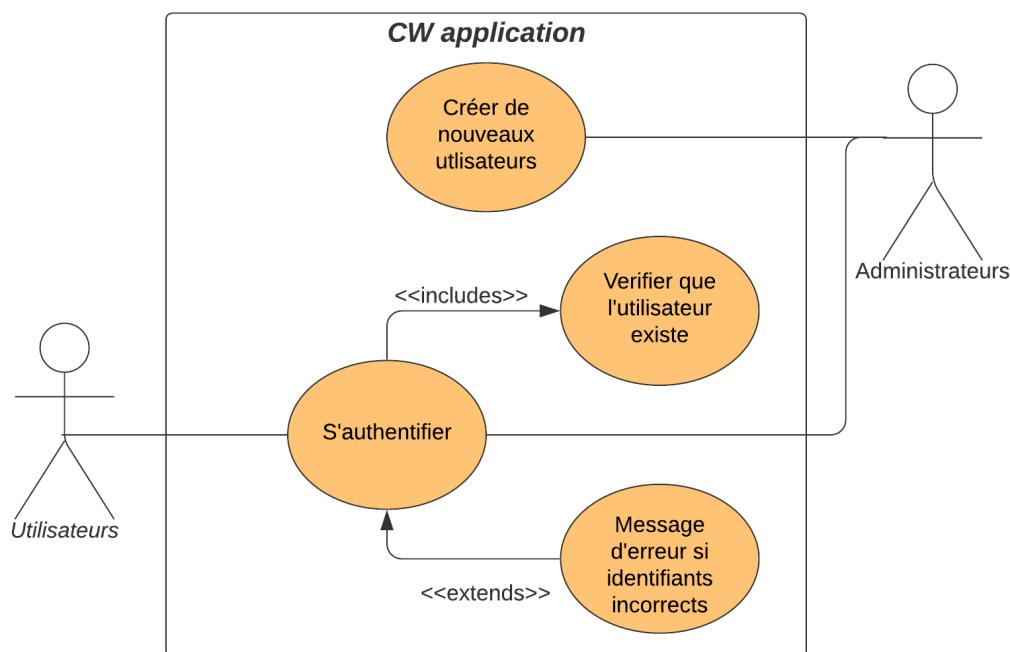 CW application
Créer de
nouveaux
utlisateurs
Administrateurs
Verifier que
l'utilisateur
existe
<<includes>>
S'authentifier
Utilisateurs
Message
d'erreur si
identifiants
incorrects
<<extends>>